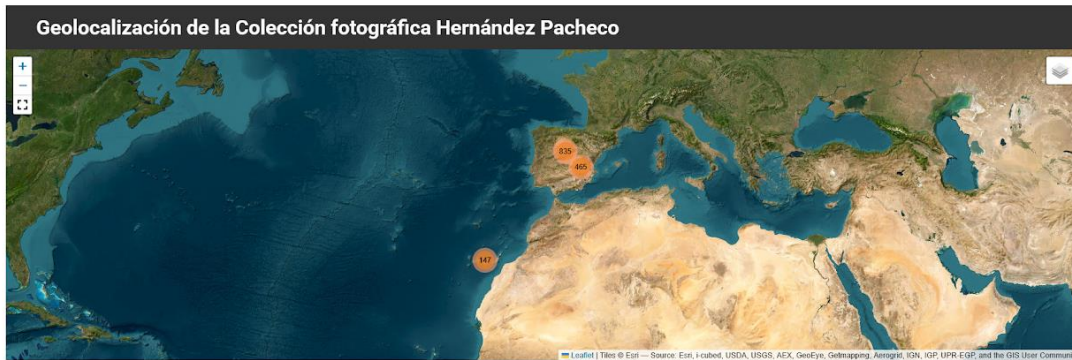 Geolocalización de la Colección fotográfica Hernández Pacheco
+
−
835
465
147
Leaflet | Tiles © Esri — Source: Esri, i-cubed, USDA, USGS, AEX, GeoEye, Getmapping, Aerogrid, IGN, IGP, UPR-EGP, and the GIS User Commun